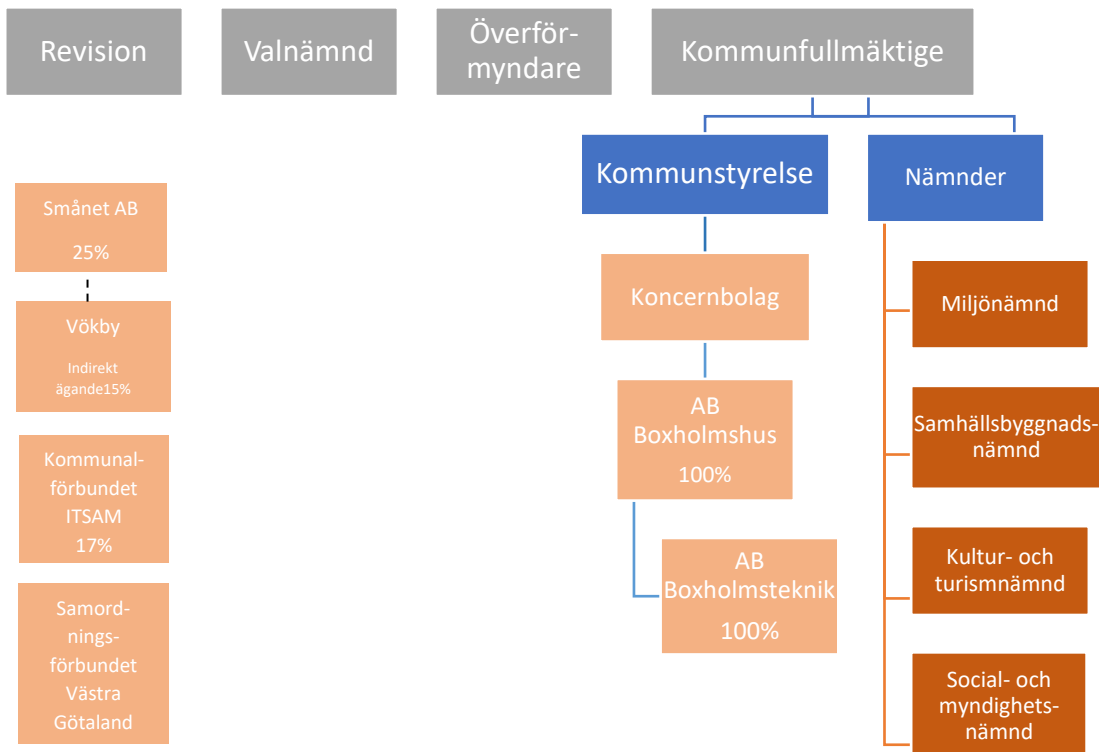 Revision
Valnämnd
Överför-
myndare
Kommunfullmäktige
Kommunstyrelse
Nämnder
Smånet AB
25%
Vökby
Indirekt
ägande15%
Kommunal-
förbundet
ITSAM
17%
Samord-
nings-
förbundet
Västra
Götaland
Koncernbolag
AB
Boxholmshus
100%
AB
Boxholmsteknik
100%
Miljönämnd
Samhällsbyggnads-
nämnd
Kultur- och
turismnämnd
Social- och
myndighets-
nämnd